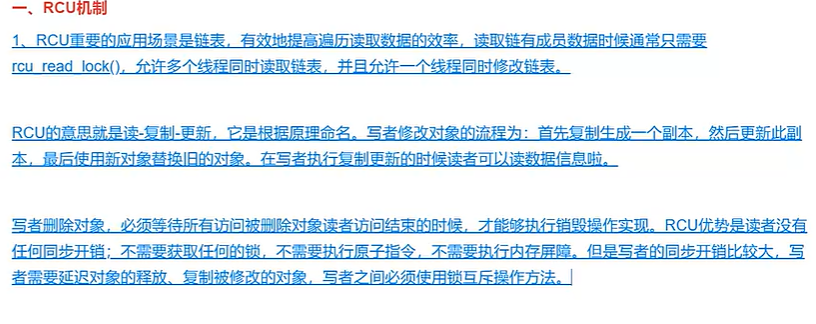 一、RCU机制
1、RCU重要的应用场景是链表，有效地提高遍历读取数据的效率，读取链有成员数据时候通常只需要
rcu_read_lock()，允许多个线程同时读取链表，并且允许一个线程同时修改链表。
RCU的意思就是读-复制-更新，它是根据原理命名。写者修改对象的流程为：首先复制生成一个副本，然后更新此副
本，最后使用新对象替换旧的对象。在写者执行复制更新的时候读者可以读数据信息啦。
写者删除对象，必须等待所有访问被删除对象读者访问结束的时候，才能够执行销毁操作实现。RCU优势是读者没有
任何同步开销；不需要获取任何的锁，不需要执行原子指令，不需要执行内存屏障。但是写者的同步开销比较大，写
者需要延迟对象的释放、复制被修改的对象，写者之间必须使用锁互斥操作方法。